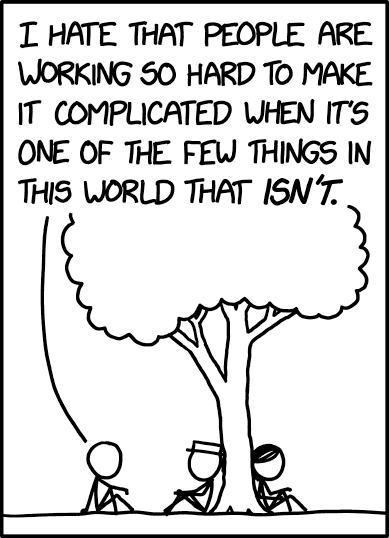 I HATE THAT PEOPLE ARE
WORKING SO HARD TO MAKE
IT COMPLICATED WHEN IT'S
ONE OF THE FEW THINGS IN
THIS WORLD THAT ISN'T.